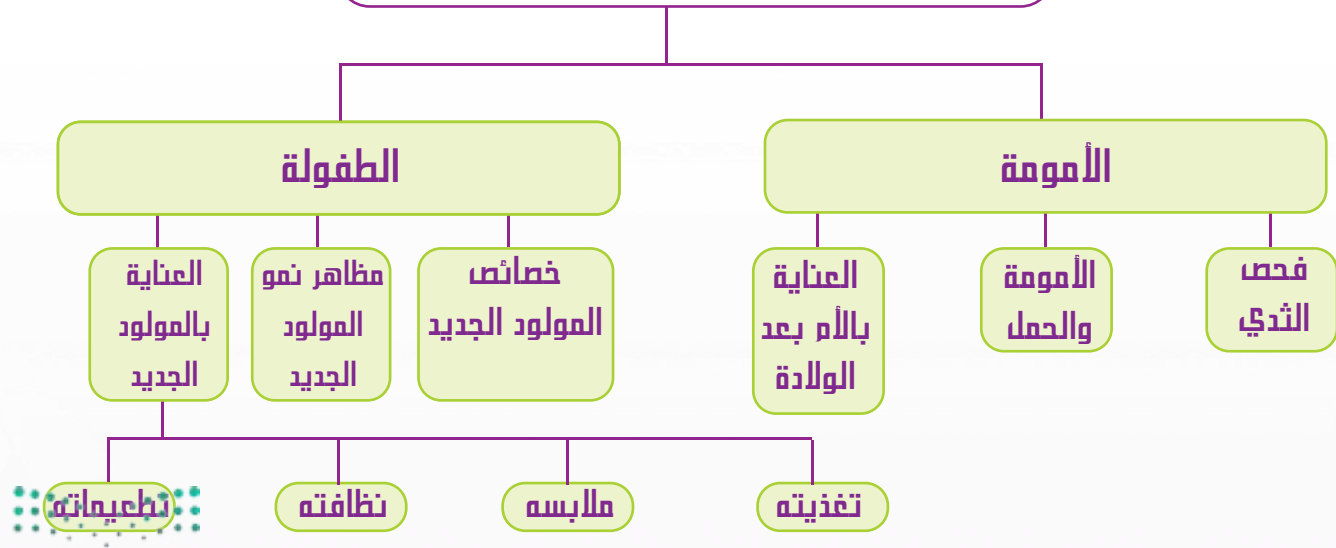 الأمومة
الطفولة
فحص
الثدي
الأمومة
والحمل
العناية
بالأم بعد
الولادة
خصائص
المولود الجديد
مظاهر نمو
المولود
الجديد
العناية
بالمولود
الجديد
تغذيته
ملابسه
نظافته
تطعيماته